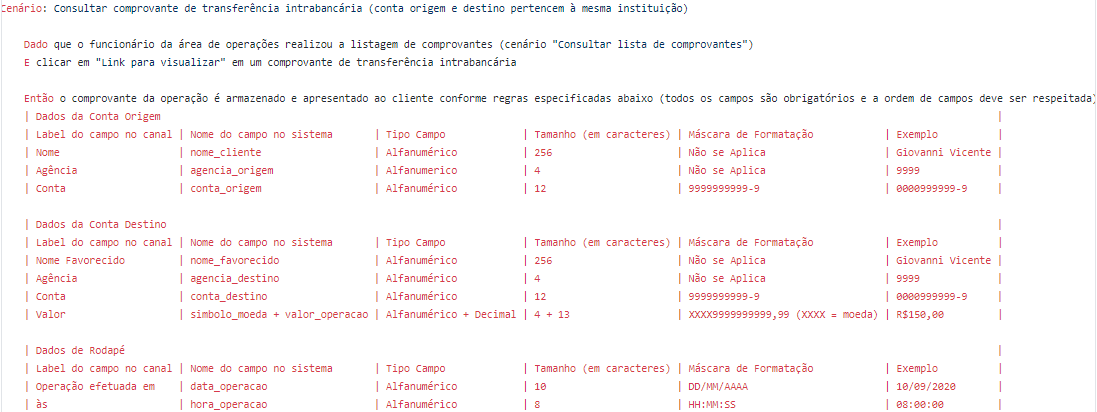 Cenário: Consultar comprovante de transferência intrabancária (conta origem e destino pertencem à mesma instituição)
Dado que o funcionário da área de operações realizou a listagem de comprovantes (cenário "Consultar lista de comprovantes")
E clicar em "Link para visualizar" em um comprovante de transferência intrabancária
Então o comprovante da operação é armazenado e apresentado ao cliente conforme regras especificadas abaixo (todos os campos são obrigatórios e a ordem de campos deve ser respeitada)
| Dados da Conta Origem |
| Label do campo no canal | Nome do campo no sistema | Tipo Campo | Tamanho (em caracteres) | Máscara de Formatação | Exemplo |
| Nome | nome_cliente | Alfanumérico | 256 | Não se Aplica | Giovanni Vicente |
| Agência | agencia_origem | Alfanúmerico | 4 | Não se Aplica | 9999 |
| Conta | conta_origem | Alfanumerico | 12 | 9999999999-9 | 0000999999-9 |
| Dados da Conta Destino |
| Label do campo no canal | Nome do campo no sistema | Tipo Campo | Tamanho (em caracteres) | Máscara de Formatação | Exemplo |
| Nome Favorecido | nome_favorecido | Alfanumérico | 256 | Não se Aplica | Giovanni Vicente |
| Agência | agencia_destino | Alfanumérico | 4 | Não se Aplica | 9999 |
| Conta | conta_destino | Alfanumérico | 12 | 9999999999-9 | 0000999999-9 |
| Valor | simbolo_moeda + valor_operacao | Alfanumérico + Decimal | 4 + 13 | XXXX9999999999,99 (XXXX = moeda) | R$150,00 |
| Dados de Rodapé |
| Label do campo no canal | Nome do campo no sistema | Tipo Campo | Tamanho (em caracteres) | Máscara de Formatação | Exemplo |
| Operação efetuada em | data_operacao | Alfanumérico | 10 | DD/MM/AAAA | 10/09/2020 |
| às | hora_operacao | Alfanumérico | 8 | HH:MM:SS | 08:00:00 |